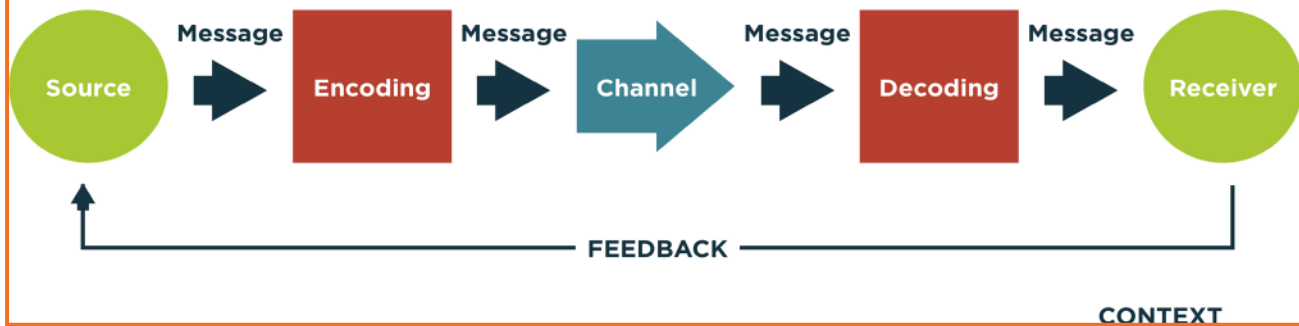 Message Message Message Message
Source Encoding Channel Decoding Receiver
FEEDBACK
CONTEXT